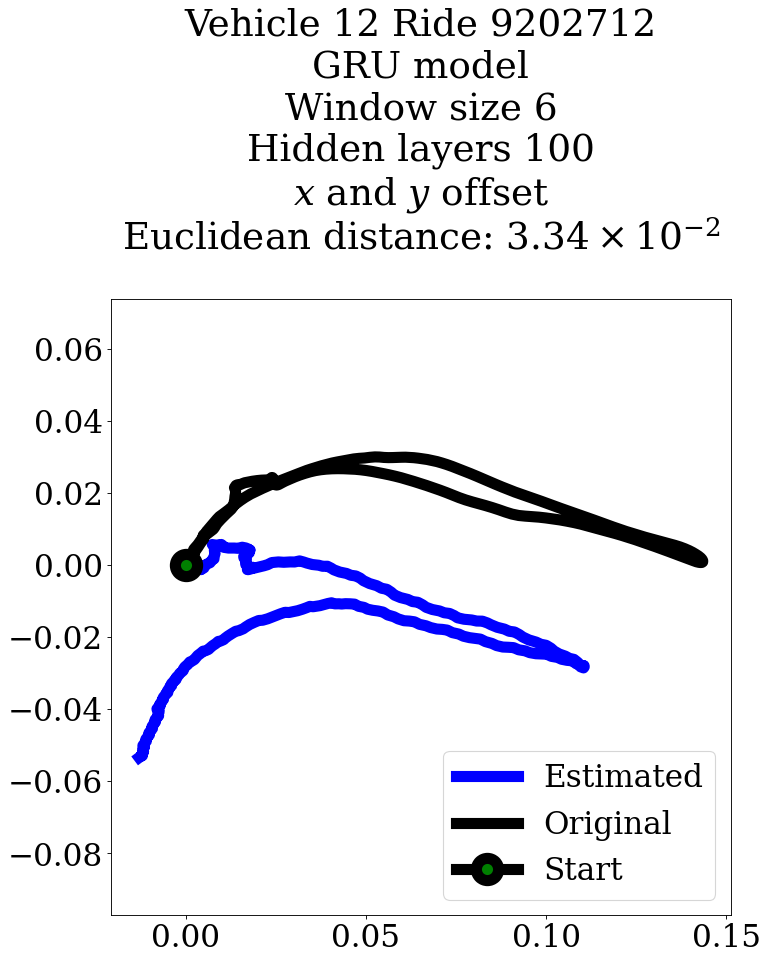 Vehicle 12 Ride 9202712
GRU model
Window size 6
Hidden layers 100
x and y offset
Euclidean distance: 3.34 × 10⁻²
0.06
0.04
0.02
0.00
−0.02
−0.04
−0.06
−0.08
Estimated
Original
Start
0.00 0.05 0.10 0.15